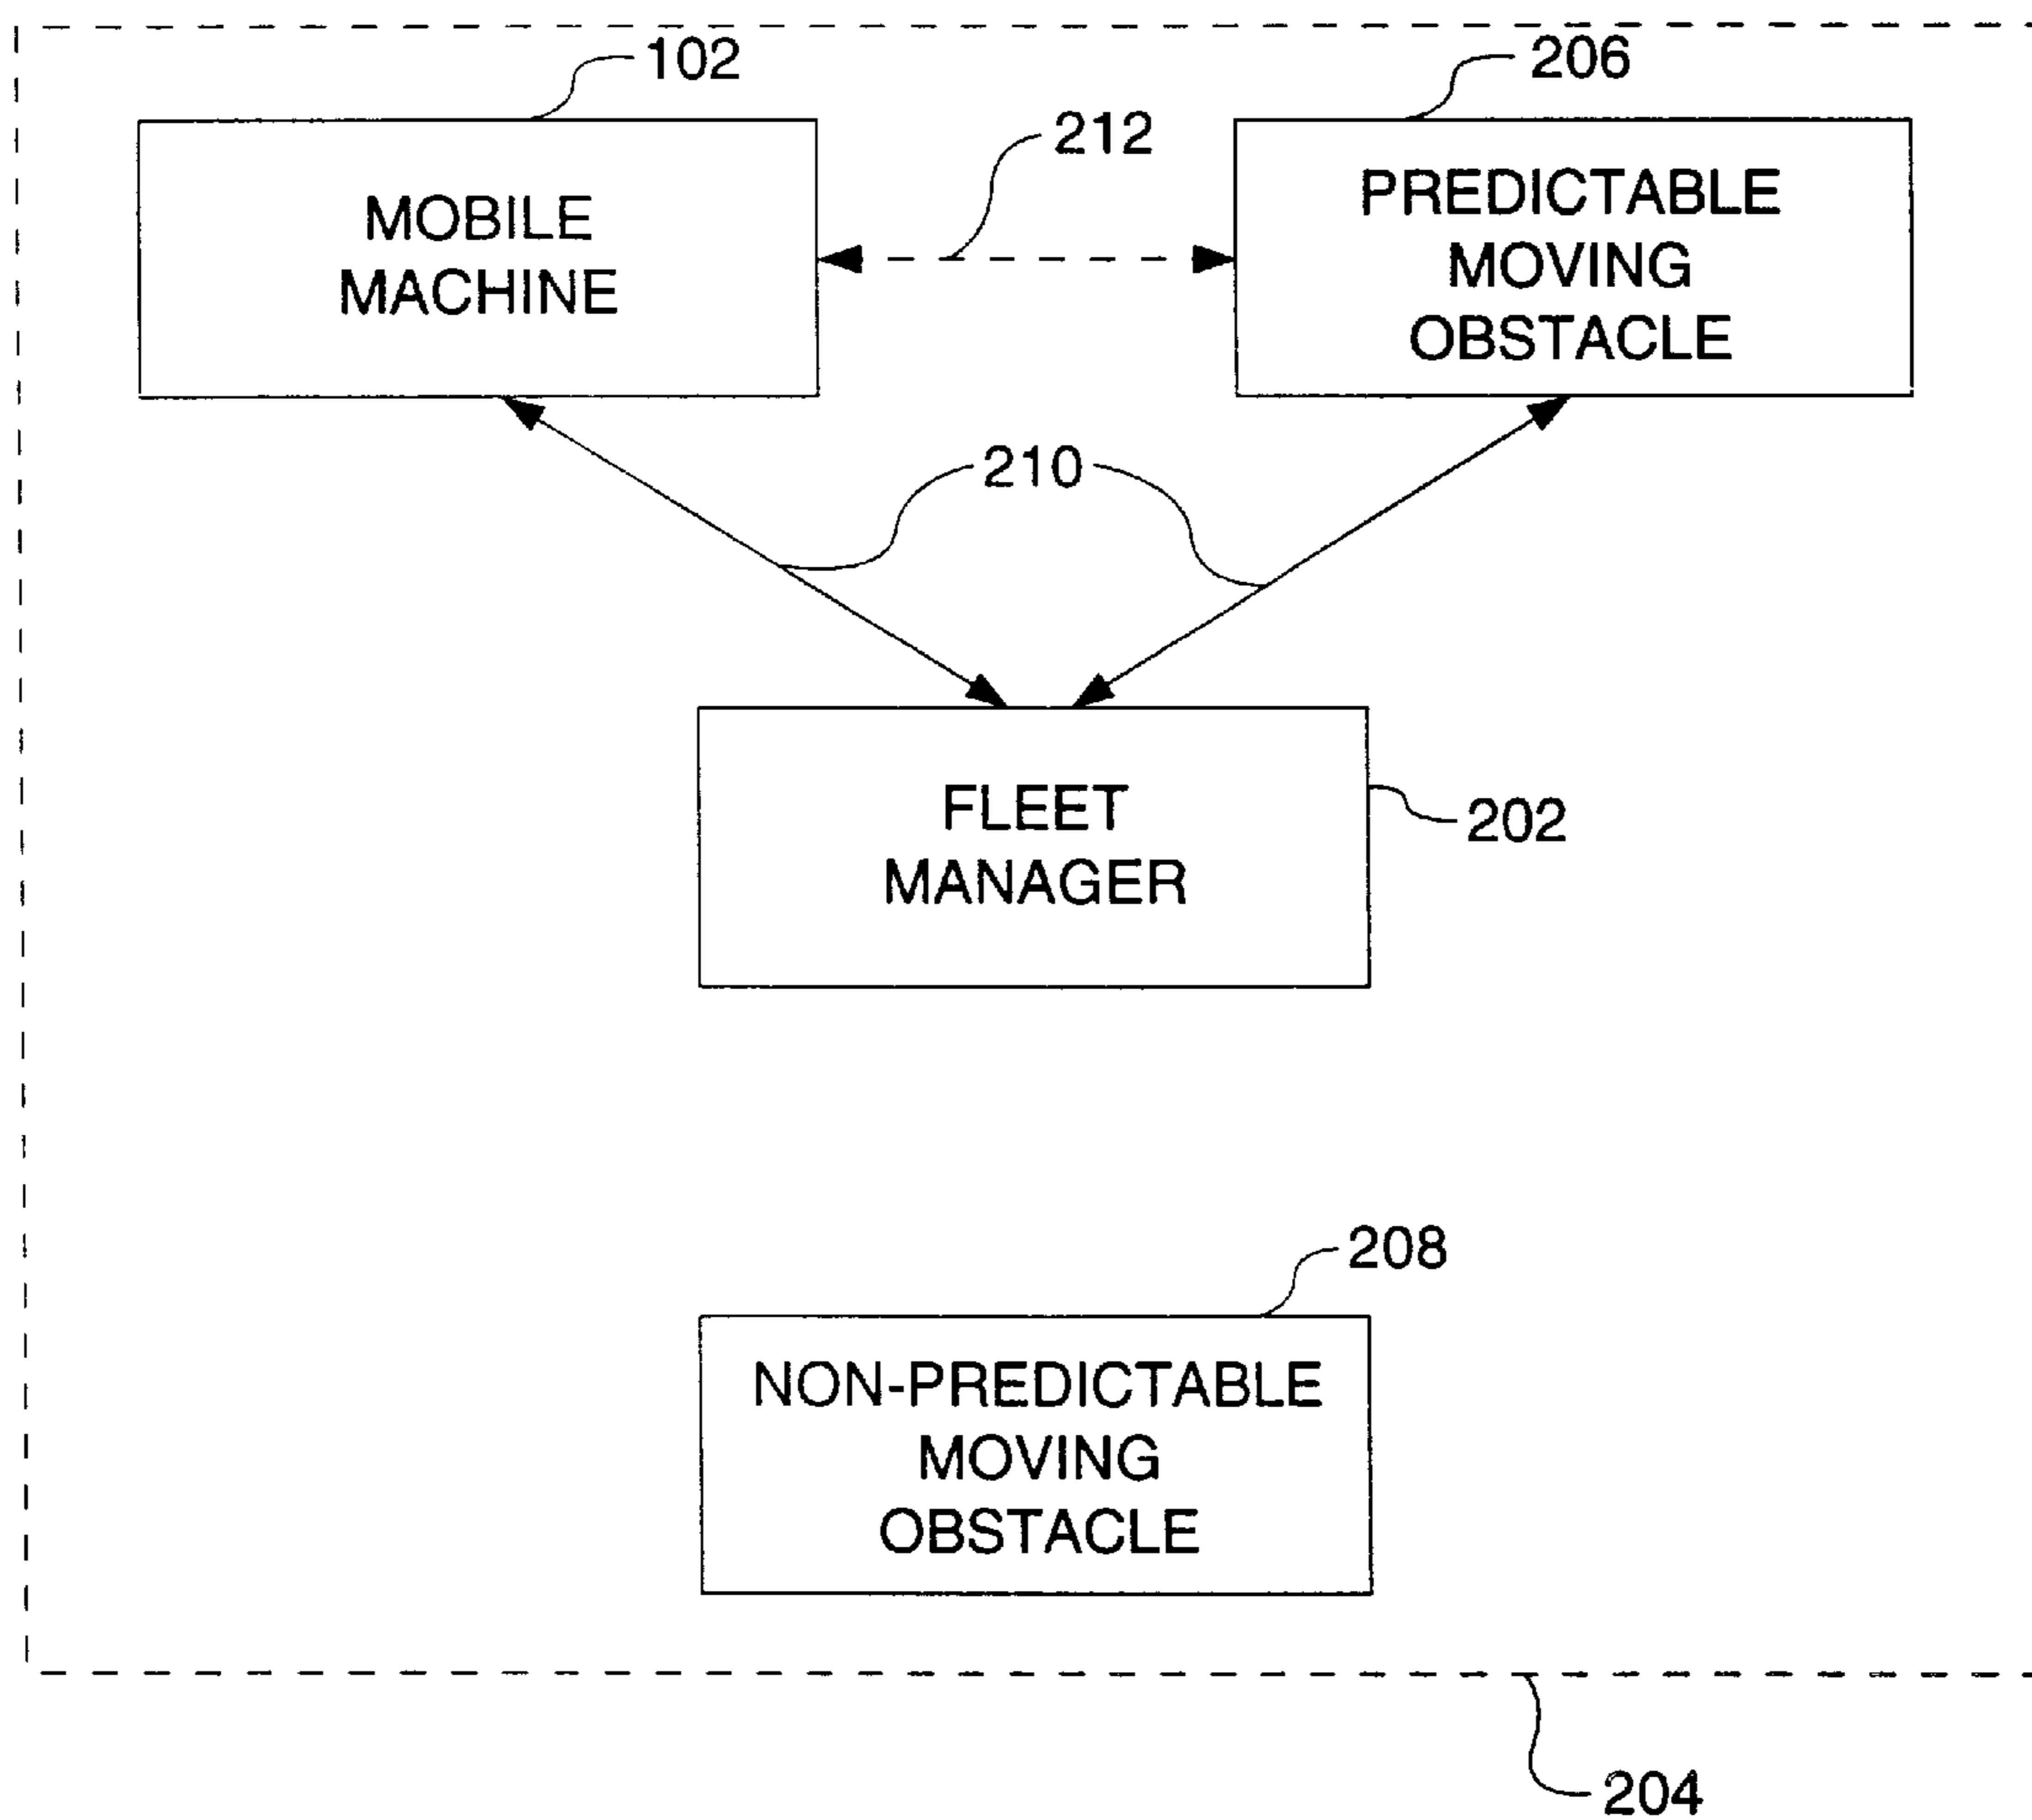 102
206
212
MOBILE
MACHINE
PREDICTABLE
MOVING
OBSTACLE
210
FLEET
MANAGER
202
208
NON-PREDICTABLE
MOVING
OBSTACLE
204